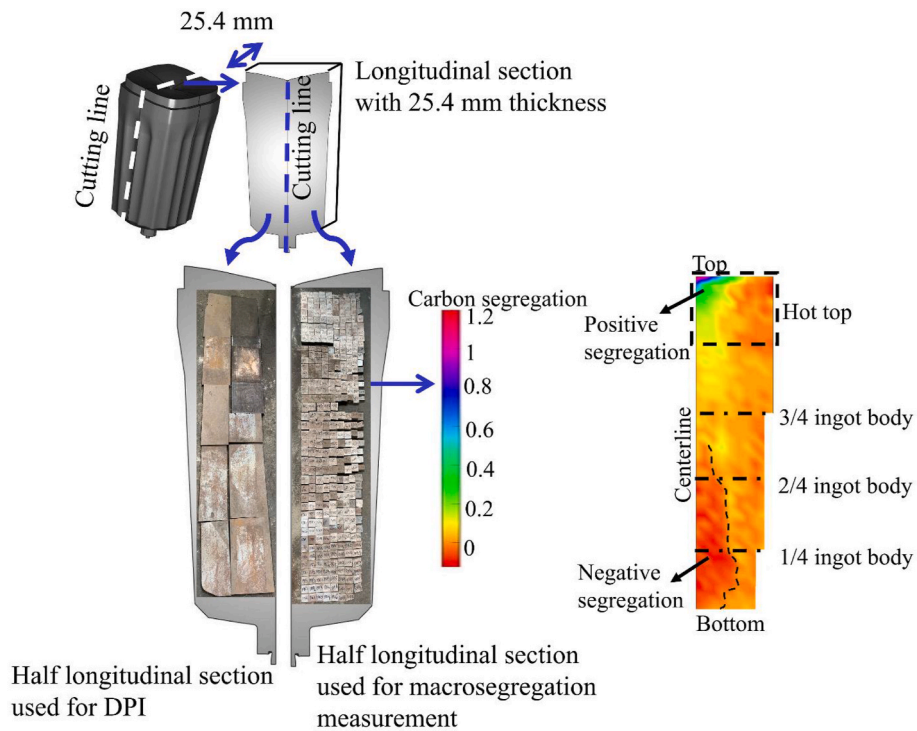 25.4 mm
Cutting line
Cutting line
Longitudinal section
with 25.4 mm thickness
Carbon segregation
1.2
1
0.8
0.6
0.4
0.2
0
Top
Positive
segregation
Hot top
Centerline
3/4 ingot body
2/4 ingot body
1/4 ingot body
Negative
segregation
Bottom
Half longitudinal section
used for DPI
Half longitudinal section
used for macrosegregation
measurement